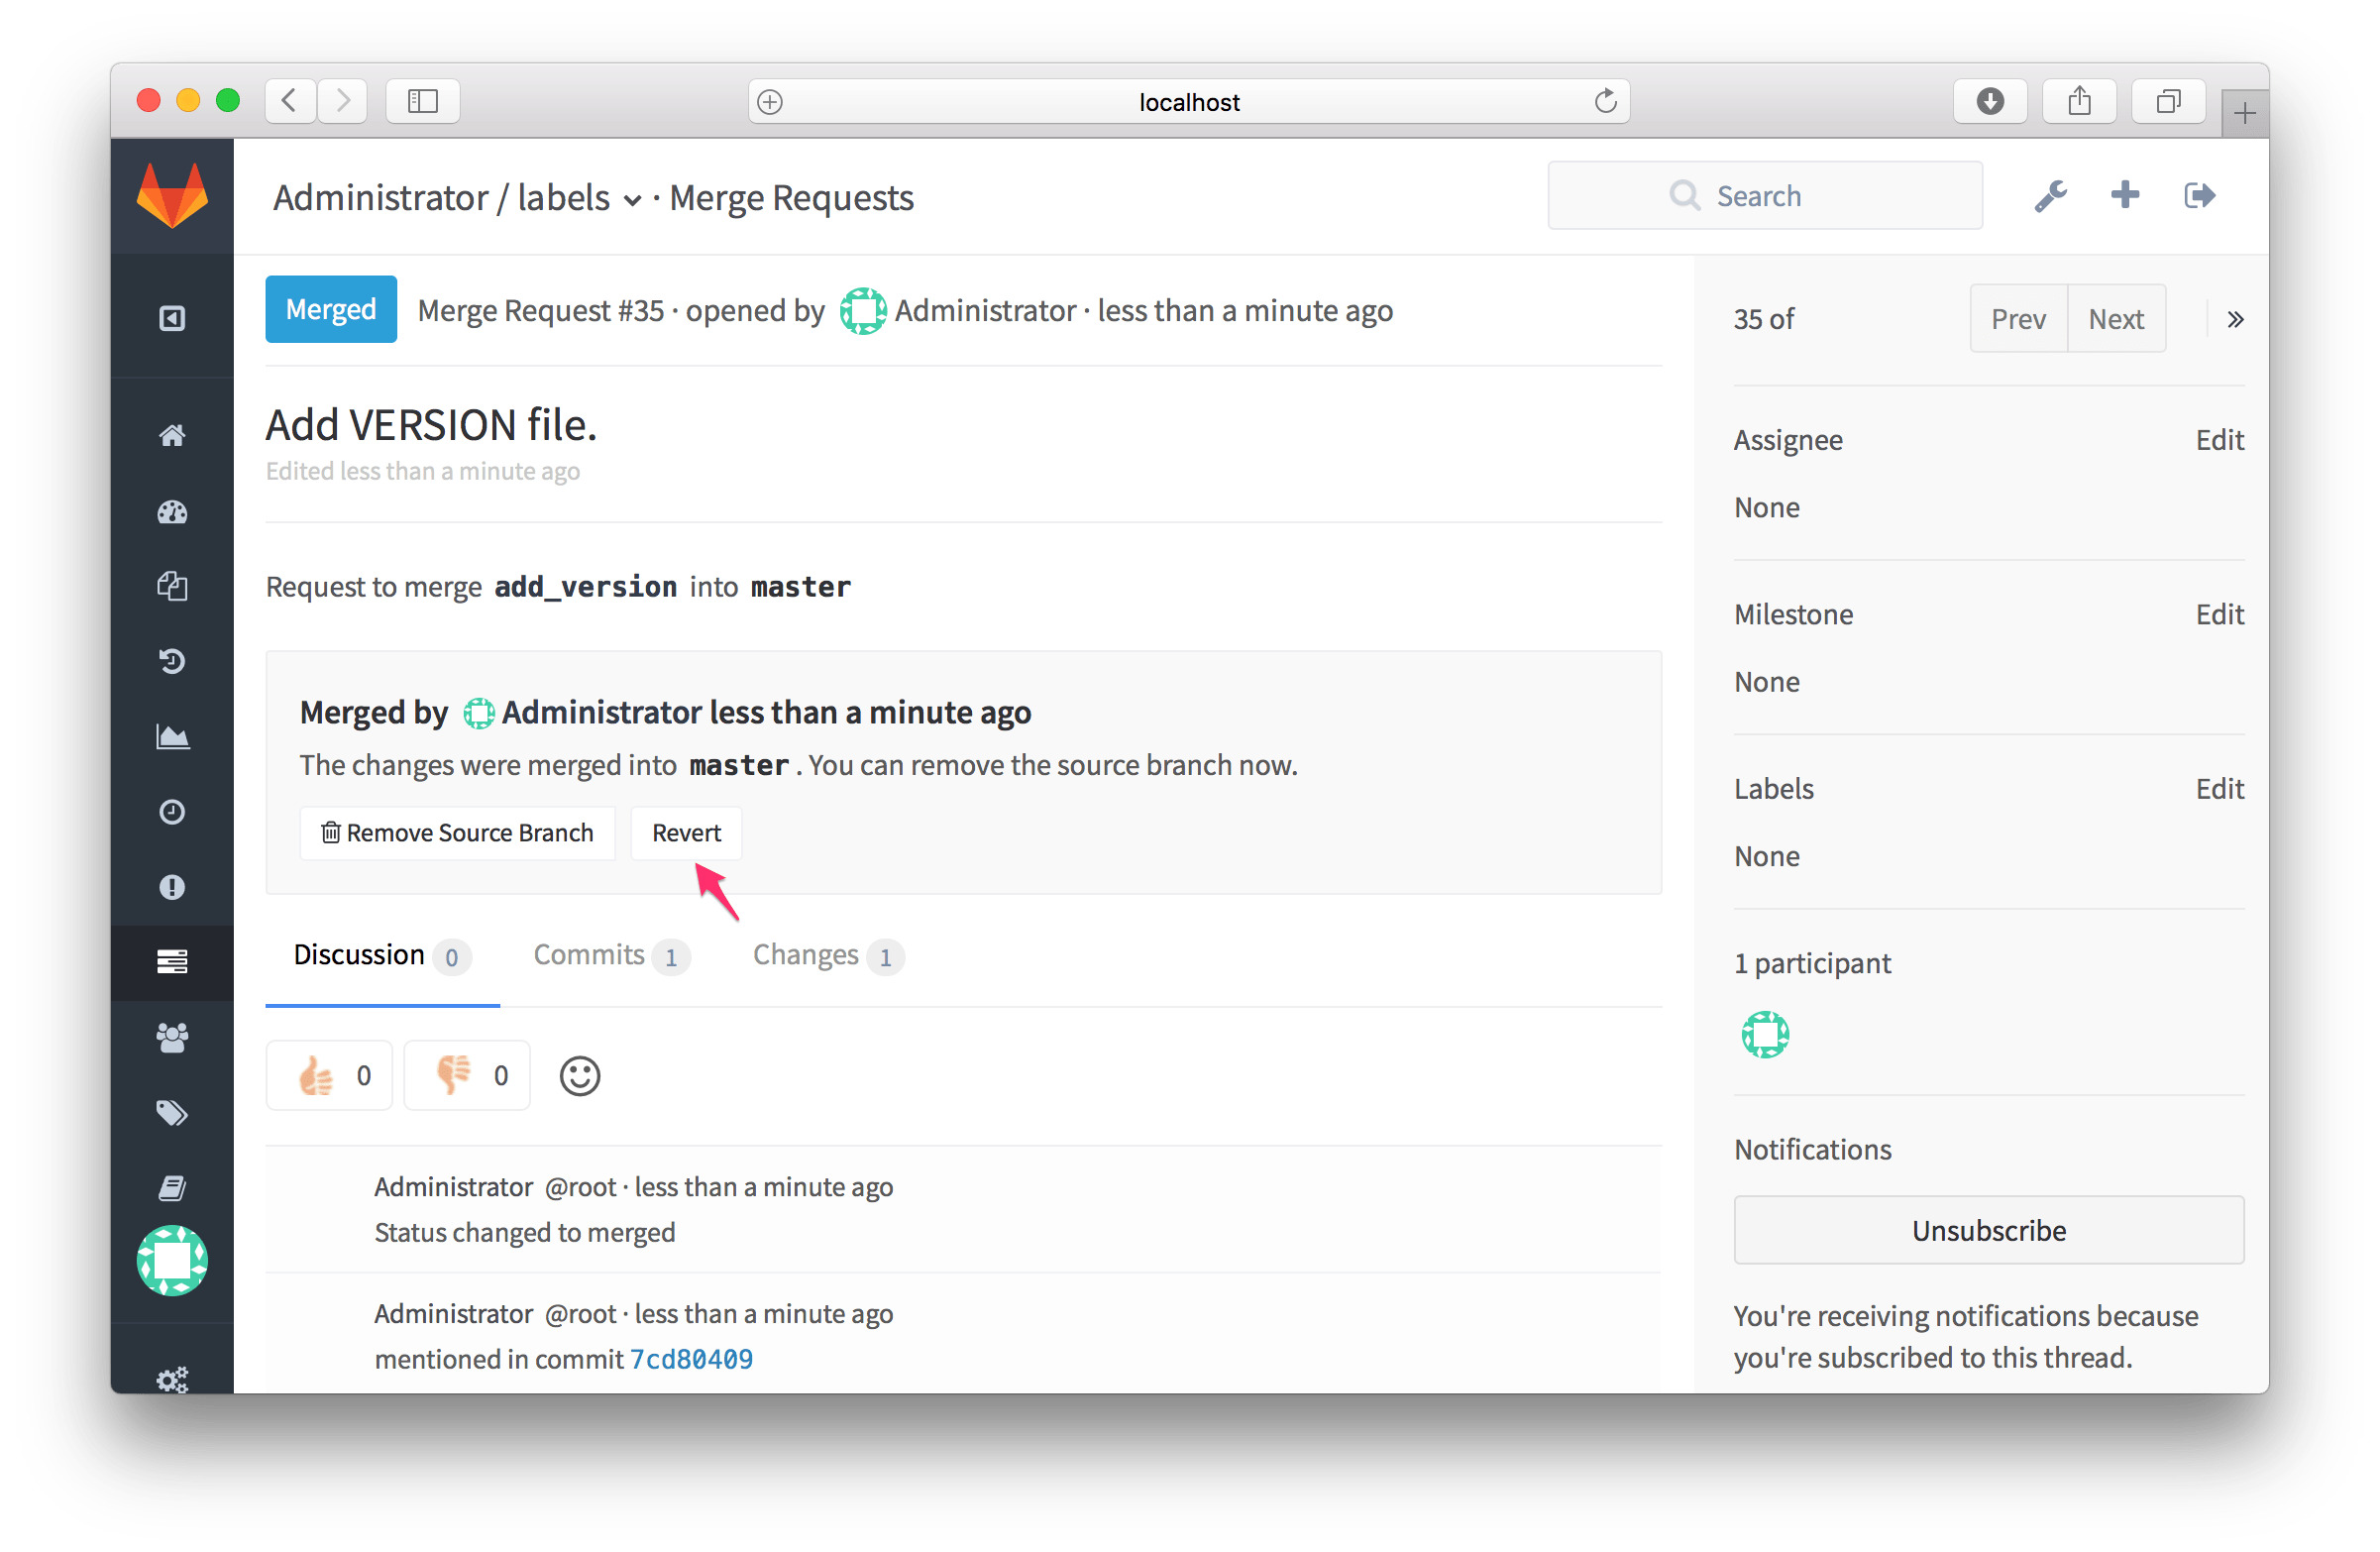 localhost
Administrator / labels · Merge Requests
Search
Merged
Merge Request #35 · opened by Administrator · less than a minute ago
35 of
Prev
Next
Add VERSION file.
Edited less than a minute ago
Assignee
Edit
None
Request to merge add_version into master
Milestone
Edit
None
Merged by Administrator less than a minute ago
The changes were merged into master . You can remove the source branch now.
Remove Source Branch
Revert
Labels
Edit
None
Discussion 0
Commits 1
Changes 1
1 participant
0
0
Notifications
Unsubscribe
You're receiving notifications because
you're subscribed to this thread.
Administrator @root · less than a minute ago
Status changed to merged
Administrator @root · less than a minute ago
mentioned in commit 7cd80409